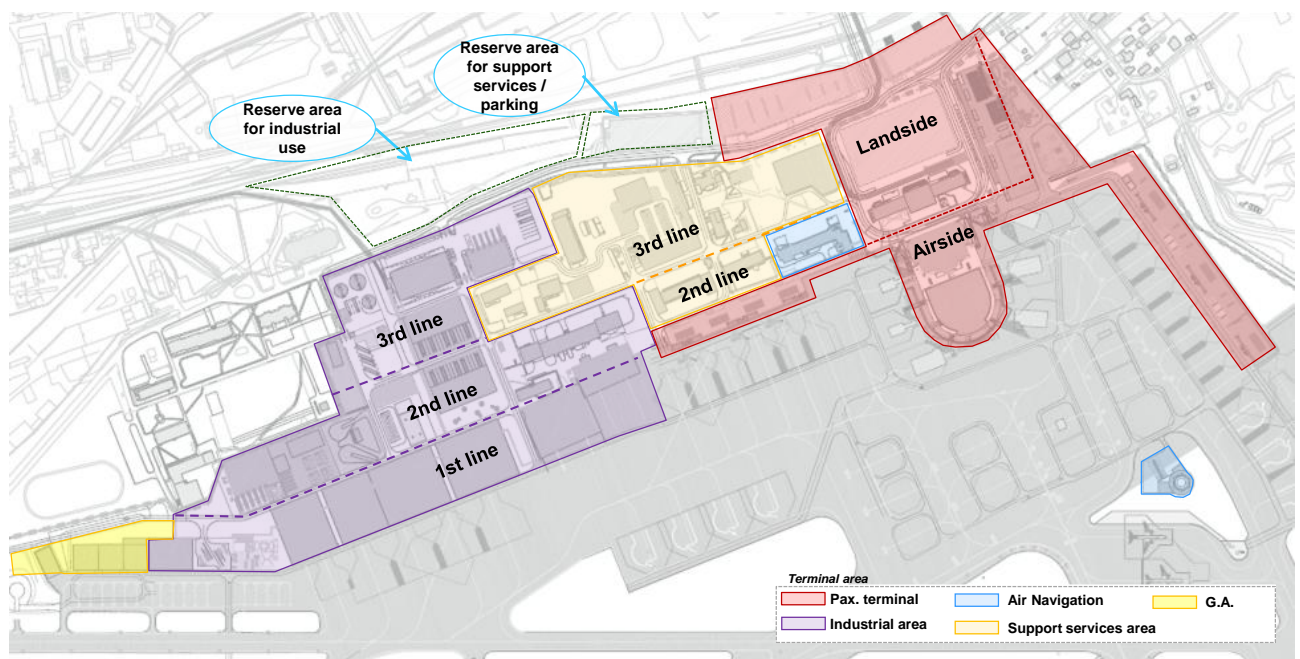 Reserve area
for support
services /
parking
Reserve area
for industrial
use
Landside
Airside
3rd line
2nd line
3rd line
2nd line
1st line
Terminal area
Pax. terminal
Air Navigation
G.A.
Industrial area
Support services area